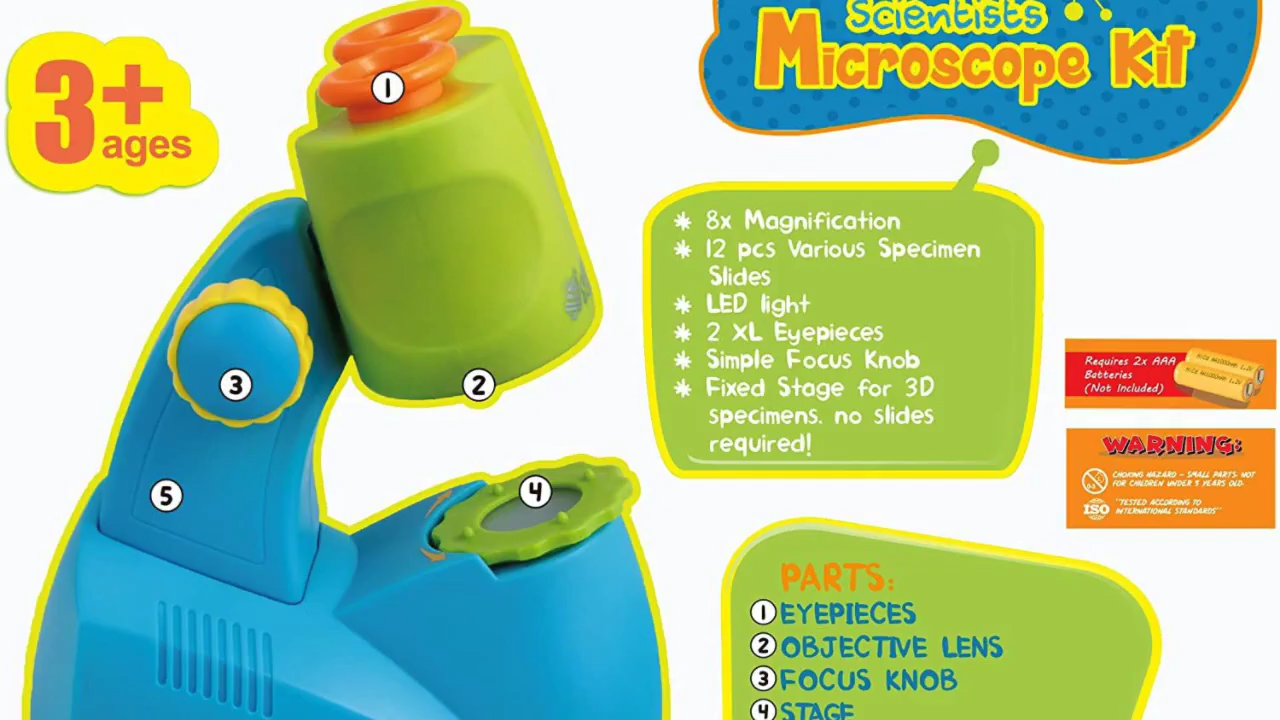 3+
ages
Scientists
Microscope Kit
8x Magnification
12 pcs Various Specimen
Slides
LED light
2 XL Eyepieces
Simple Focus Knob
Fixed Stage for 3D
specimens. no slides
required!
Requires 2x AAA
Batteries
(Not Included)
WARNING:
CHOKING HAZARD - SMALL PARTS. NOT
FOR CHILDREN UNDER 3 YEARS OLD.
ISO
"TESTED ACCORDING TO
INTERNATIONAL STANDARDS"
1
2
3
4
5
PARTS:
1 EYEPIECES
2 OBJECTIVE LENS
3 FOCUS KNOB
4 STAGE